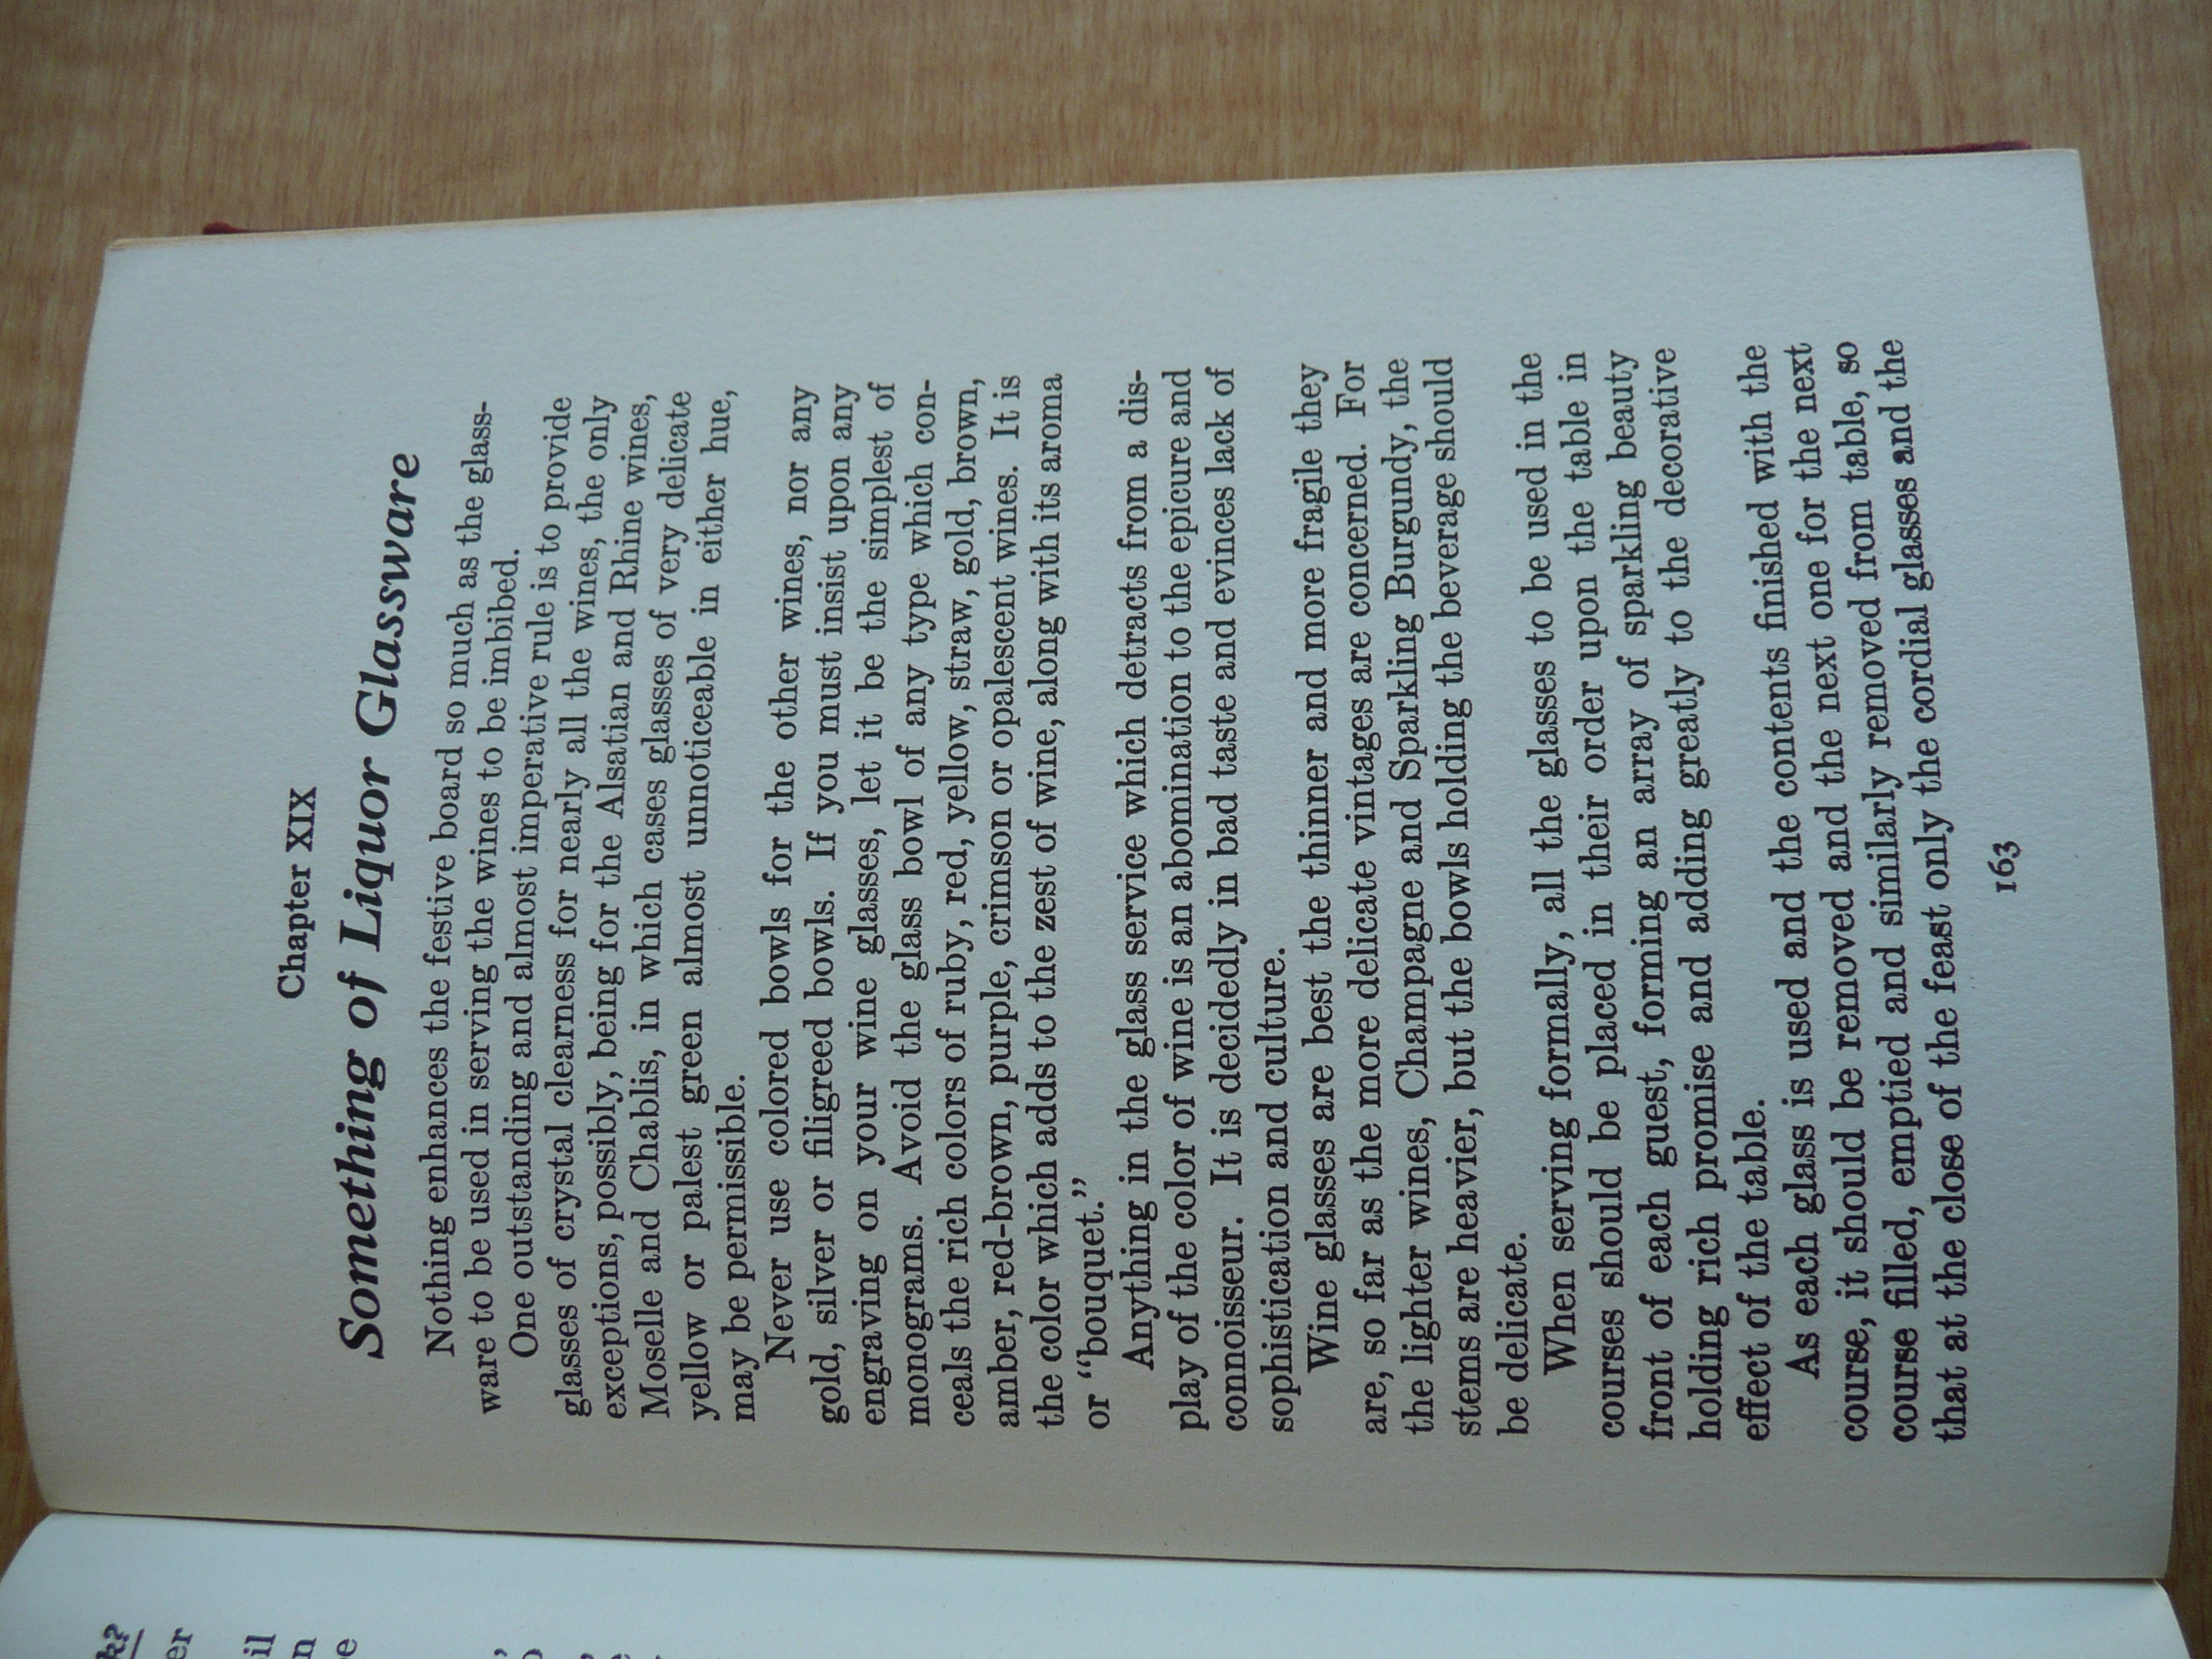 Chapter XIX
Something of Liquor Glassware
Nothing enhances the festive board so much as the glass-
ware to be used in serving the wines to be imbibed.
One outstanding and almost imperative rule is to provide
glasses of crystal clearness for nearly all the wines, the only
exceptions, possibly, being for the Alsatian and Rhine wines,
Moselle and Chablis, in which cases glasses of very delicate
yellow or palest green almost unnoticeable in either hue,
may be permissible.
Never use colored bowls for the other wines, nor any
gold, silver or filigreed bowls. If you must insist upon any
engraving on your wine glasses, let it be the simplest of
monograms. Avoid the glass bowl of any type which con-
ceals the rich colors of ruby, red, yellow, straw, gold, brown,
amber, red-brown, purple, crimson or opalescent wines. It is
the color which adds to the zest of wine, along with its aroma
or “bouquet.”
Anything in the glass service which detracts from a dis-
play of the color of wine is an abomination to the epicure and
connoisseur. It is decidedly in bad taste and evinces lack of
sophistication and culture.
Wine glasses are best the thinner and more fragile they
are, so far as the more delicate vintages are concerned. For
the lighter wines, Champagne and Sparkling Burgundy, the
stems are heavier, but the bowls holding the beverage should
be delicate.
When serving formally, all the glasses to be used in the
courses should be placed in their order upon the table in
front of each guest, forming an array of sparkling beauty
holding rich promise and adding greatly to the decorative
effect of the table.
As each glass is used and the contents finished with the
course, it should be removed and the next one for the next
course filled, emptied and similarly removed from table, so
that at the close of the feast only the cordial glasses and the
163